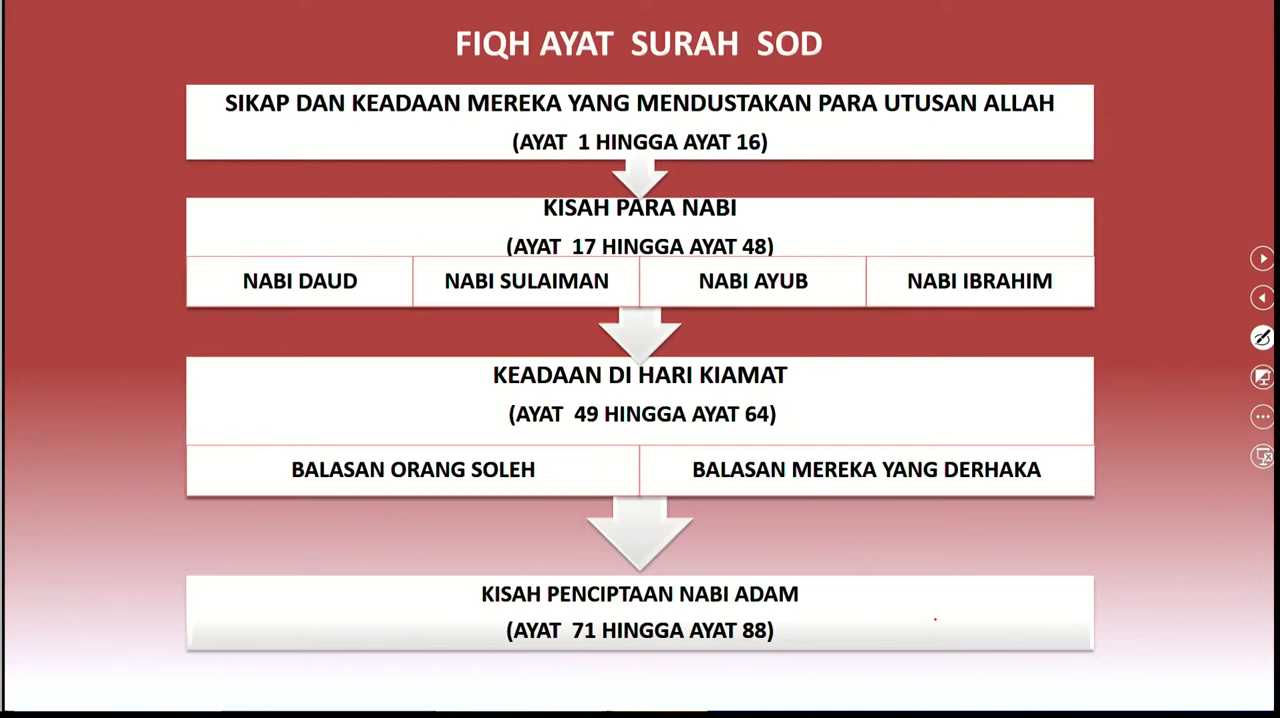 FIQH AYAT SURAH SOD
SIKAP DAN KEADAAN MEREKA YANG MENDUSTAKAN PARA UTUSAN ALLAH
(AYAT 1 HINGGA AYAT 16)
KISAH PARA NABI
(AYAT 17 HINGGA AYAT 48)
NABI DAUD
NABI SULAIMAN
NABI AYUB
NABI IBRAHIM
KEADAAN DI HARI KIAMAT
(AYAT 49 HINGGA AYAT 64)
BALASAN ORANG SOLEH
BALASAN MEREKA YANG DERHAKA
KISAH PENCIPTAAN NABI ADAM
(AYAT 71 HINGGA AYAT 88)